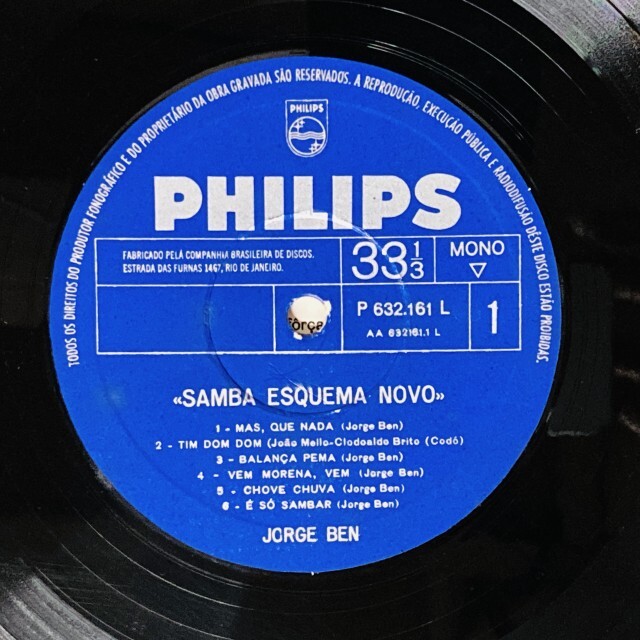 TODOS OS DIREITOS DO PRODUTOR FONOGRÁFICO E DO PROPRIETÁRIO DA OBRA GRAVADA SÃO RESERVADOS. A REPRODUÇÃO, EXECUÇÃO PÚBLICA E RADIODIFUSÃO DÊSTE DISCO ESTÃO PROIBIDAS.
PHILIPS
PHILIPS
FABRICADO PELA COMPANHIA BRASILEIRA DE DISCOS.
ESTRADA DAS FURNAS 1467, RIO DE JANEIRO.
33 1/3
MONO
P 632.161 L
AA 632161.1 L
1
fôrça
«SAMBA ESQUEMA NOVO»
1 - MAS, QUE NADA (Jorge Ben)
2 - TIM DOM DOM (João Mello-Clodoaldo Brito (Codó)
3 - BALANÇA PEMA (Jorge Ben)
4 - VEM MORENA, VEM (Jorge Ben)
5 - CHOVE CHUVA (Jorge Ben)
6 - É SÓ SAMBAR (Jorge Ben)
JORGE BEN